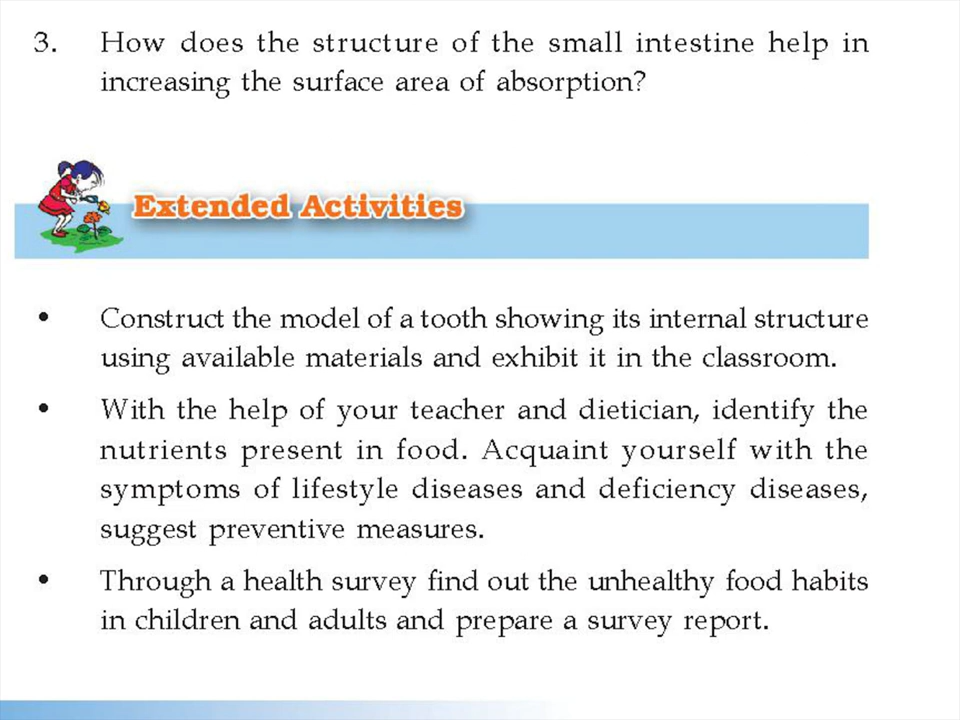 3. How does the structure of the small intestine help in
increasing the surface area of absorption?
Extended Activities
• Construct the model of a tooth showing its internal structure
using available materials and exhibit it in the classroom.
• With the help of your teacher and dietician, identify the
nutrients present in food. Acquaint yourself with the
symptoms of lifestyle diseases and deficiency diseases,
suggest preventive measures.
• Through a health survey find out the unhealthy food habits
in children and adults and prepare a survey report.